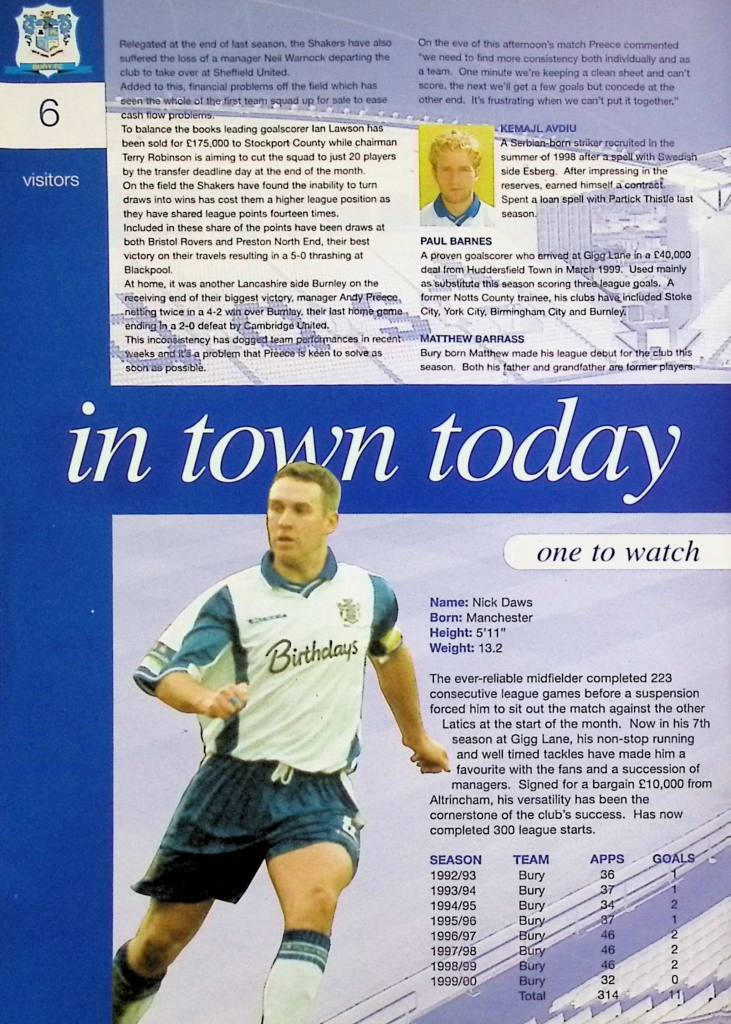 BURY FC
6
visitors
Relegated at the end of last season, the Shakers have also
suffered the loss of a manager Neil Warnock departing the
club to take over at Sheffield United.
Added to this, financial problems off the field which has
seen the whole of the first team squad up for sale to ease
cash flow problems.
To balance the books leading goalscorer Ian Lawson has
been sold for £175,000 to Stockport County while chairman
Terry Robinson is aiming to cut the squad to just 20 players
by the transfer deadline day at the end of the month.
On the field the Shakers have found the inability to turn
draws into wins has cost them a higher league position as
they have shared league points fourteen times.
Included in these share of the points have been draws at
both Bristol Rovers and Preston North End, their best
victory on their travels resulting in a 5-0 thrashing at
Blackpool.
At home, it was another Lancashire side Burnley on the
receiving end of their biggest victory, manager Andy Preece
netting twice in a 4-2 win over Burnley, their last home game
ending in a 2-0 defeat by Cambridge United.
This inconsistency has dogged team performances in recent
weeks and it's a problem that Preece is keen to solve as
soon as possible.
On the eve of this afternoon's match Preece commented
"we need to find more consistency both individually and as
a team. One minute we're keeping a clean sheet and can't
score, the next we'll get a few goals but concede at the
other end. It's frustrating when we can't put it together."
KEMAJL AVDIU
A Serbian-born striker recruited in the
summer of 1998 after a spell with Swedish
side Esberg. After impressing in the
reserves, earned himself a contract.
Spent a loan spell with Partick Thistle last
season.
PAUL BARNES
A proven goalscorer who arrived at Gigg Lane in a £40,000
deal from Huddersfield Town in March 1999. Used mainly
as substitute this season scoring three league goals. A
former Notts County trainee, his clubs have included Stoke
City, York City, Birmingham City and Burnley.
MATTHEW BARRASS
Bury born Matthew made his league debut for the club this
season. Both his father and grandfather are former players.
in town today
one to watch
Birthdays
Name: Nick Daws
Born: Manchester
Height: 5'11"
Weight: 13.2
The ever-reliable midfielder completed 223
consecutive league games before a suspension
forced him to sit out the match against the other
Latics at the start of the month. Now in his 7th
season at Gigg Lane, his non-stop running
and well timed tackles have made him a
favourite with the fans and a succession of
managers. Signed for a bargain £10,000 from
Altrincham, his versatility has been the
cornerstone of the club's success. Has now
completed 300 league starts.
SEASON TEAM APPS GOALS
1992/93 Bury 36 1
1993/94 Bury 37 1
1994/95 Bury 34 2
1995/96 Bury 37 1
1996/97 Bury 46 2
1997/98 Bury 46 2
1998/99 Bury 46 2
1999/00 Bury 32 0
Total 314 11